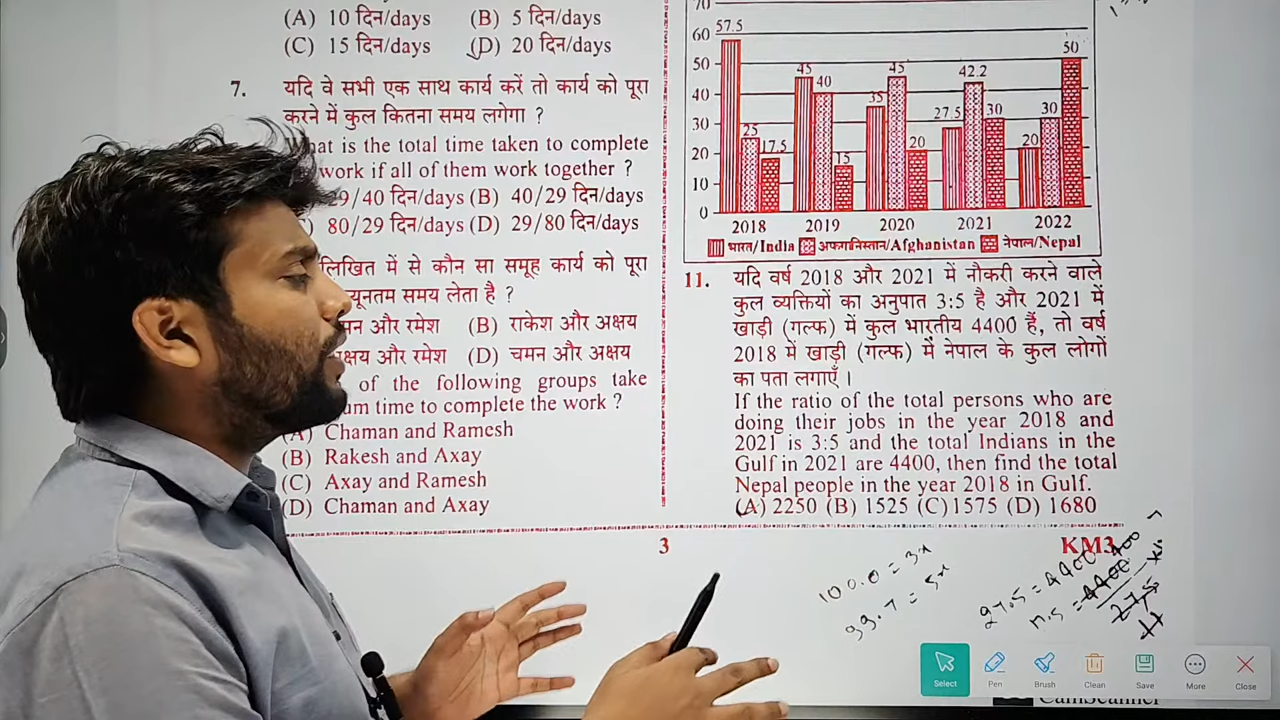 (A) 10 दिन/days (B) 5 दिन/days
(C) 15 दिन/days (D) 20 दिन/days
7. यदि वे सभी एक साथ कार्य करें तो कार्य को पूरा
करने में कुल कितना समय लगेगा ?
hat is the total time taken to complete
work if all of them work together ?
9/40 दिन/days (B) 40/29 दिन/days
) 80/29 दिन/days (D) 29/80 दिन/days
लिखित में से कौन सा समूह कार्य को पूरा
यूनतम समय लेता है ?
मन और रमेश (B) राकेश और अक्षय
क्षय और रमेश (D) चमन और अक्षय
of the following groups take
um time to complete the work ?
(A) Chaman and Ramesh
(B) Rakesh and Axay
(C) Axay and Ramesh
(D) Chaman and Axay
70
60
50
40
30
20
10
0
57.5 25 17.5
45 40 15
35 45 20
27.5 42.2 30
20 30 50
2018 2019 2020 2021 2022
भारत/India अफगानिस्तान/Afghanistan नेपाल/Nepal
11. यदि वर्ष 2018 और 2021 में नौकरी करने वाले
कुल व्यक्तियों का अनुपात 3:5 है और 2021 में
खाड़ी (गल्फ) में कुल भारतीय 4400 हैं, तो वर्ष
2018 में खाड़ी (गल्फ) में नेपाल के कुल लोगों
का पता लगाएँ ।
If the ratio of the total persons who are
doing their jobs in the year 2018 and
2021 is 3:5 and the total Indians in the
Gulf in 2021 are 4400, then find the total
Nepal people in the year 2018 in Gulf.
(A) 2250 (B) 1525 (C) 1575 (D) 1680
3
KM3
100.0 = 3x
99.7 = 5x
27.5 = 4400
Select Pen Brush Clean Save More Close
CamScanner